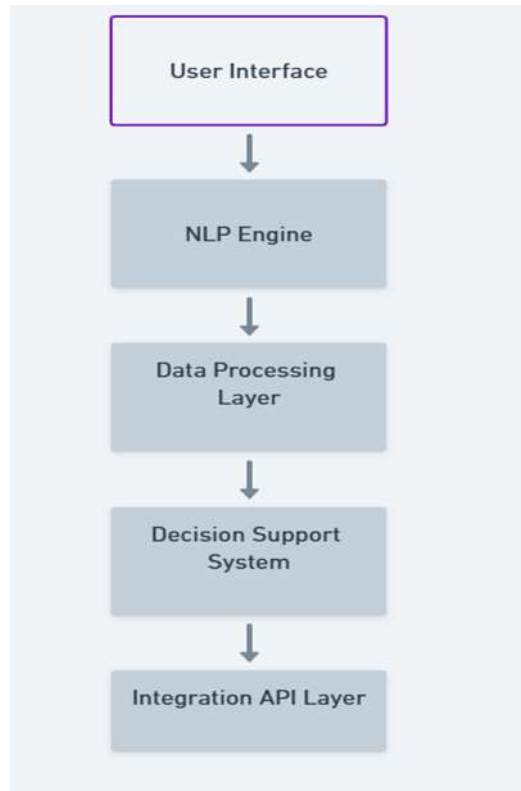 User Interface
NLP Engine
Data Processing
Layer
Decision Support
System
Integration API Layer